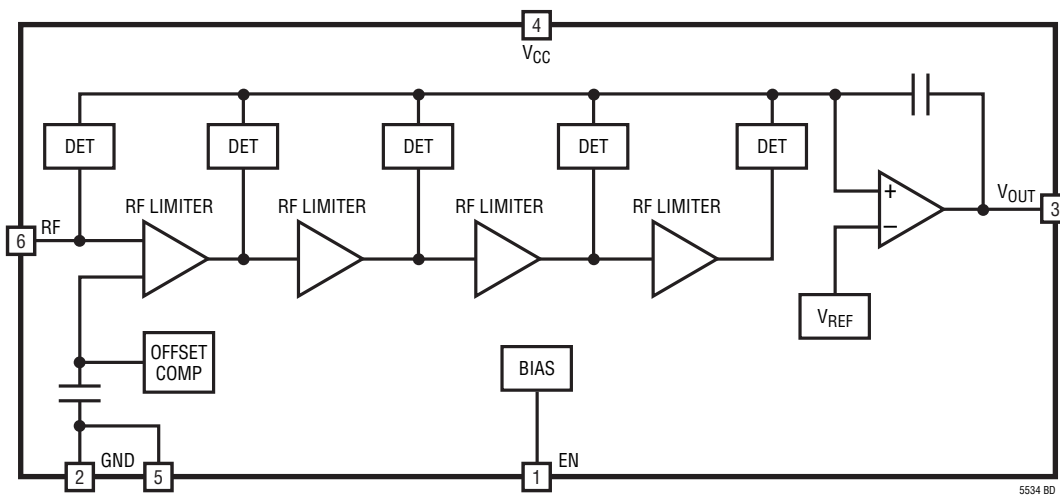 4
VCC
DET
DET
DET
DET
DET
RF LIMITER
RF LIMITER
RF LIMITER
RF LIMITER
6
RF
+
–
VOUT
3
VREF
OFFSET
COMP
BIAS
2
GND
5
1
EN
5534 BD